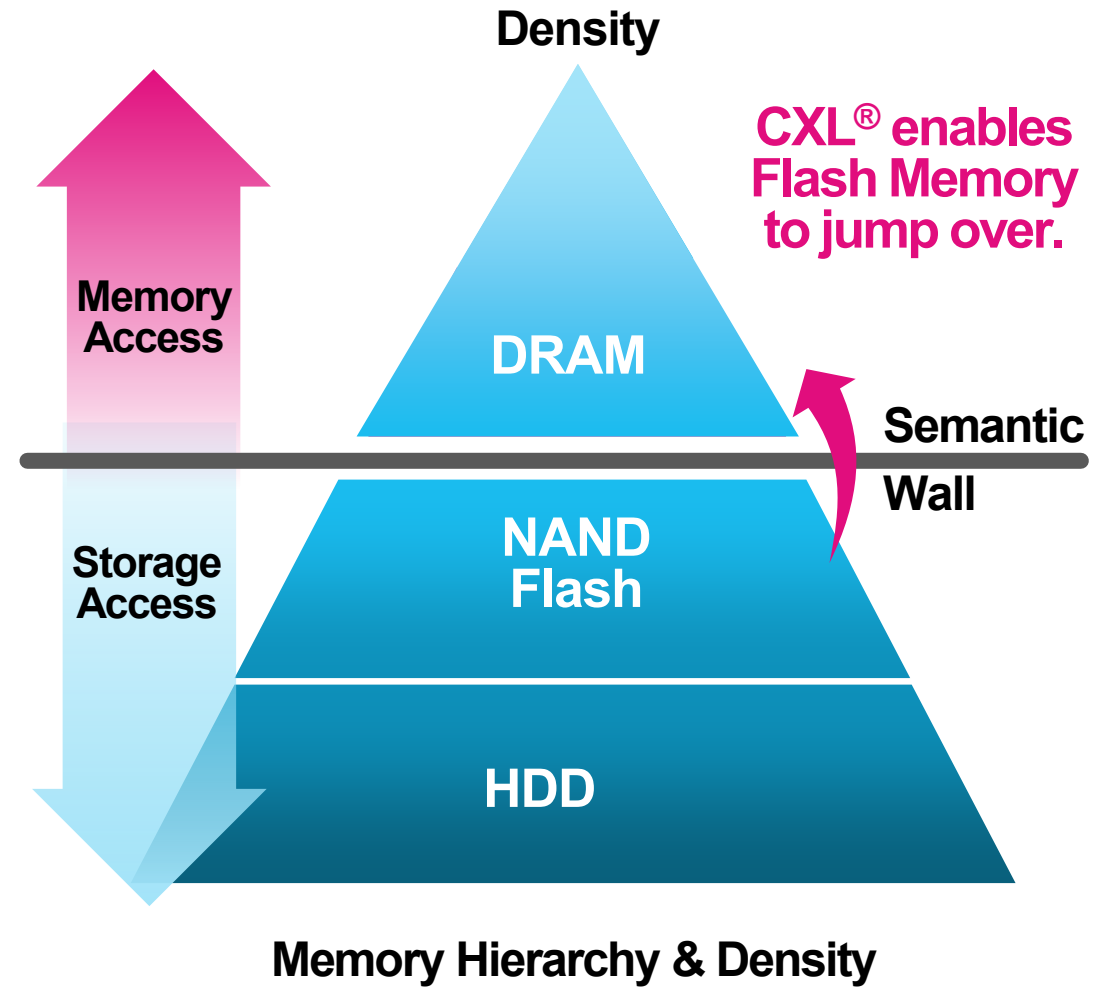 Density
CXL® enables
Flash Memory
to jump over.
Memory
Access
DRAM
Semantic
Wall
NAND
Flash
Storage
Access
HDD
Memory Hierarchy & Density